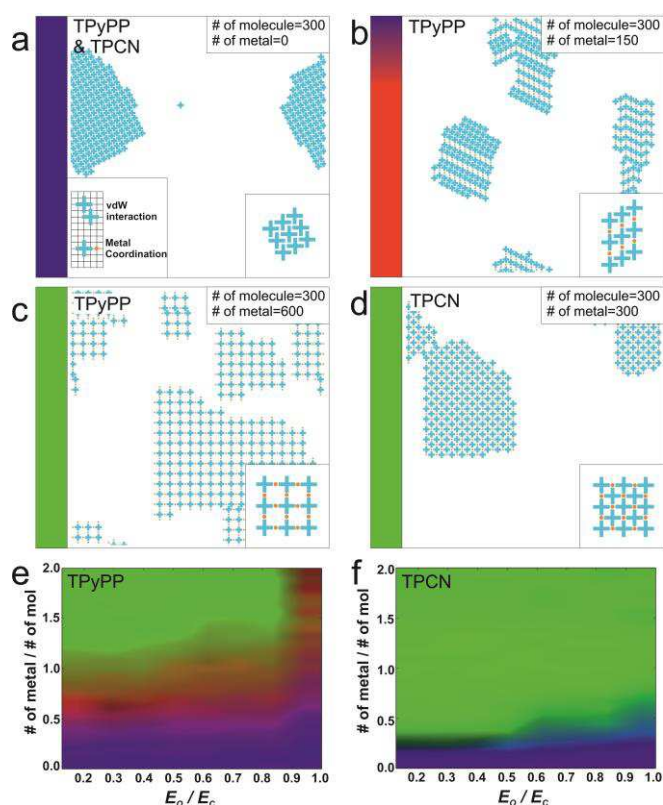 a
TPyPP
& TPCN
# of molecule=300
# of metal=0
vdW
interaction
Metal
Coordination
b
TPyPP
# of molecule=300
# of metal=150
c
TPyPP
# of molecule=300
# of metal=600
d
TPCN
# of molecule=300
# of metal=300
e
TPyPP
# of metal / # of mol
2.0
1.5
1.0
0.5
0.0
0.2 0.3 0.4 0.5 0.6 0.7 0.8 0.9 1.0
Eo / Ec
f
TPCN
# of metal / # of mol
2.0
1.5
1.0
0.5
0.0
0.2 0.3 0.4 0.5 0.6 0.7 0.8 0.9 1.0
Eo / Ec